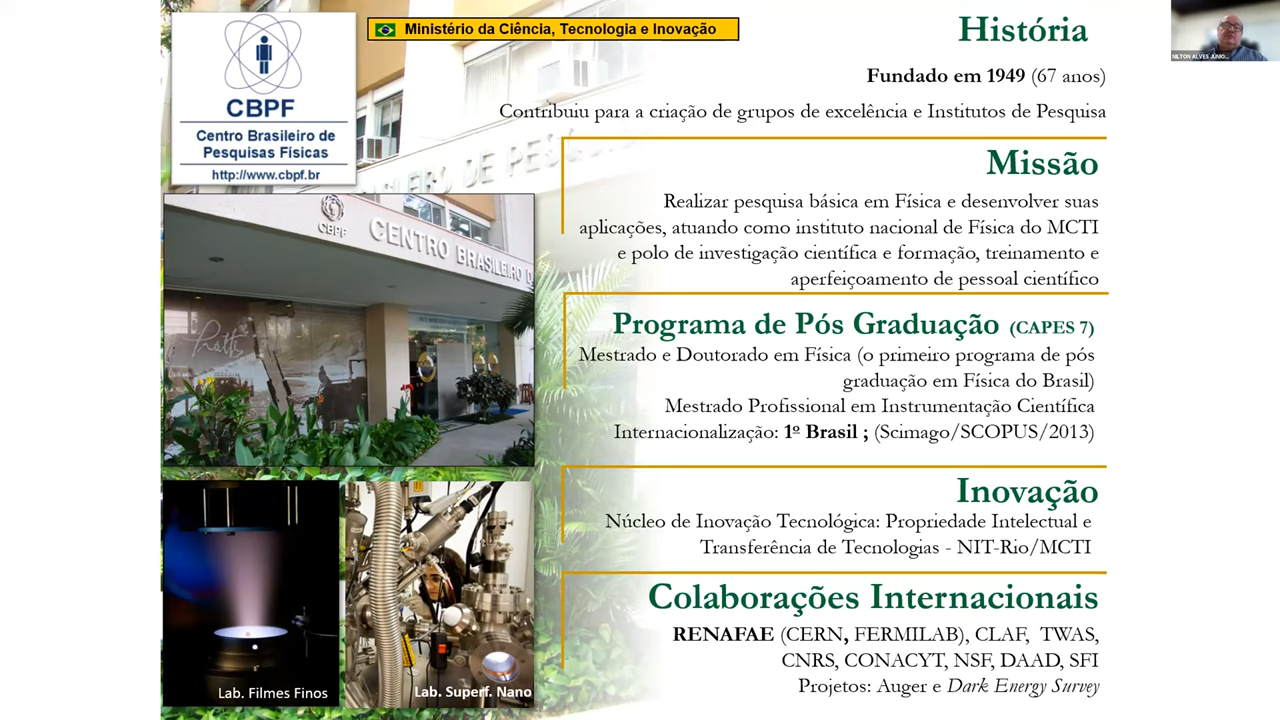 CBPF
Centro Brasileiro de
Pesquisas Físicas
http://www.cbpf.br
Ministério da Ciência, Tecnologia e Inovação
História
Fundado em 1949 (67 anos)
Contribuiu para a criação de grupos de excelência e Institutos de Pesquisa
Missão
Realizar pesquisa básica em Física e desenvolver suas
aplicações, atuando como instituto nacional de Física do MCTI
e polo de investigação científica e formação, treinamento e
aperfeiçoamento de pessoal científico
Programa de Pós Graduação (CAPES 7)
Mestrado e Doutorado em Física (o primeiro programa de pós
graduação em Física do Brasil)
Mestrado Profissional em Instrumentação Científica
Internacionalização: 1º Brasil ; (Scimago/SCOPUS/2013)
Inovação
Núcleo de Inovação Tecnológica: Propriedade Intelectual e
Transferência de Tecnologias - NIT-Rio/MCTI
Colaborações Internacionais
RENAFAE (CERN, FERMILAB), CLAF, TWAS,
CNRS, CONACYT, NSF, DAAD, SFI
Projetos: Auger e Dark Energy Survey
CBPF
CENTRO BRASILEIRO D
Lab. Filmes Finos
Lab. Superf. Nano
NILTON ALVES JÚNIO...